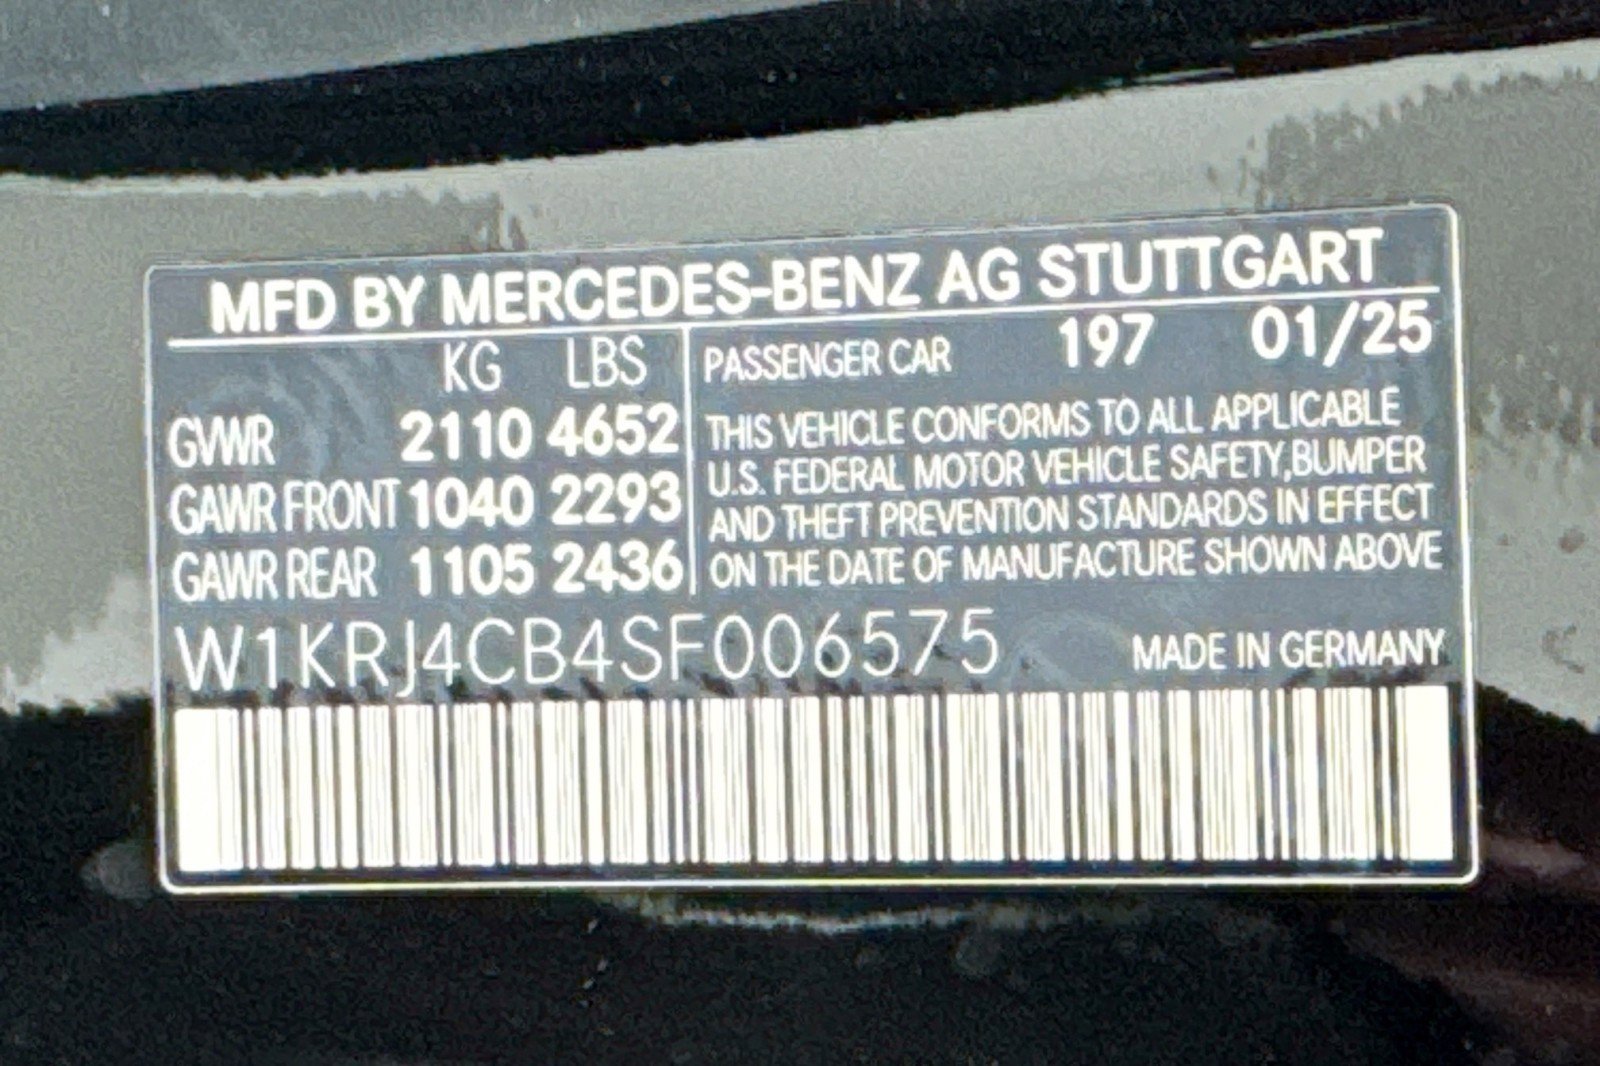 MFD BY MERCEDES-BENZ AG STUTTGART
KG LBS
GVWR 2110 4652
GAWR FRONT 1040 2293
GAWR REAR 1105 2436
PASSENGER CAR 197 01/25
THIS VEHICLE CONFORMS TO ALL APPLICABLE
U.S. FEDERAL MOTOR VEHICLE SAFETY,BUMPER
AND THEFT PREVENTION STANDARDS IN EFFECT
ON THE DATE OF MANUFACTURE SHOWN ABOVE
W1KRJ4CB4SF006575
MADE IN GERMANY